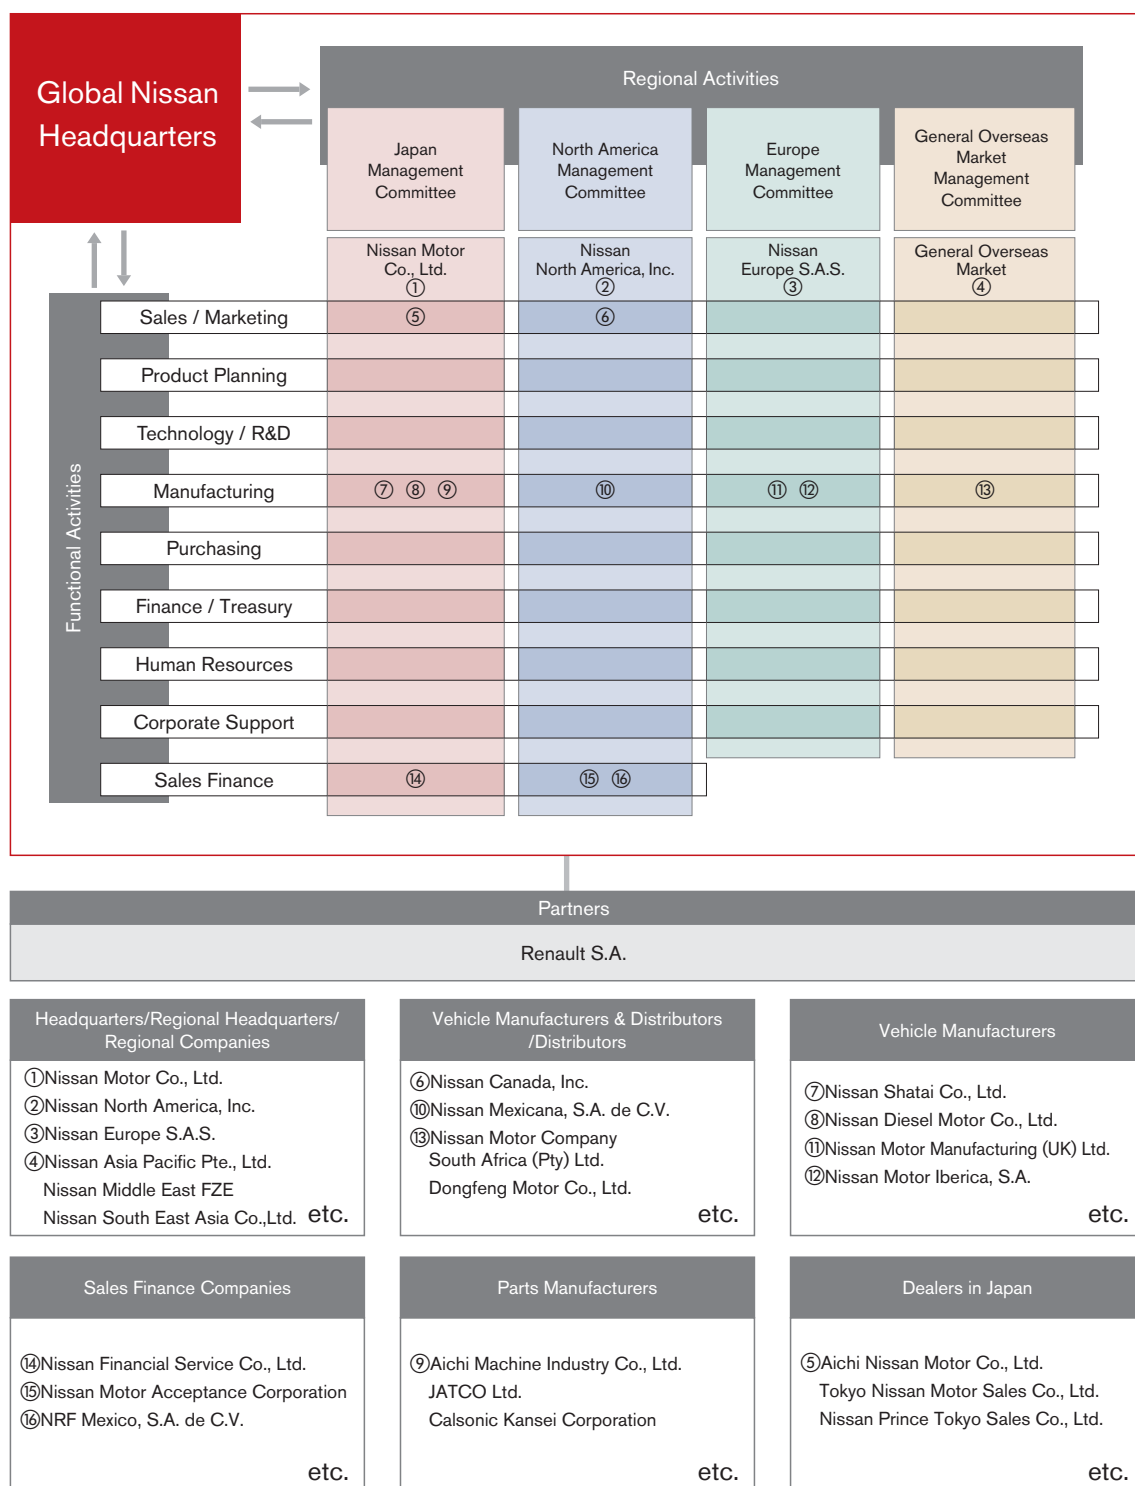 Global Nissan
Headquarters
Regional Activities
Japan
Management
Committee
North America
Management
Committee
Europe
Management
Committee
General Overseas
Market
Management
Committee
Nissan Motor
Co., Ltd.
①
Nissan
North America, Inc.
②
Nissan
Europe S.A.S.
③
General Overseas
Market
④
Functional Activities
Sales / Marketing ⑤ ⑥
Product Planning
Technology / R&D
Manufacturing ⑦ ⑧ ⑨ ⑩ ⑪ ⑫ ⑬
Purchasing
Finance / Treasury
Human Resources
Corporate Support
Sales Finance ⑭ ⑮ ⑯
Partners
Renault S.A.
Headquarters/Regional Headquarters/
Regional Companies
①Nissan Motor Co., Ltd.
②Nissan North America, Inc.
③Nissan Europe S.A.S.
④Nissan Asia Pacific Pte., Ltd.
Nissan Middle East FZE
Nissan South East Asia Co.,Ltd. etc.
Vehicle Manufacturers & Distributors
/Distributors
⑥Nissan Canada, Inc.
⑩Nissan Mexicana, S.A. de C.V.
⑬Nissan Motor Company
South Africa (Pty) Ltd.
Dongfeng Motor Co., Ltd.
etc.
Vehicle Manufacturers
⑦Nissan Shatai Co., Ltd.
⑧Nissan Diesel Motor Co., Ltd.
⑪Nissan Motor Manufacturing (UK) Ltd.
⑫Nissan Motor Iberica, S.A.
etc.
Sales Finance Companies
⑭Nissan Financial Service Co., Ltd.
⑮Nissan Motor Acceptance Corporation
⑯NRF Mexico, S.A. de C.V.
etc.
Parts Manufacturers
⑨Aichi Machine Industry Co., Ltd.
JATCO Ltd.
Calsonic Kansei Corporation
etc.
Dealers in Japan
⑤Aichi Nissan Motor Co., Ltd.
Tokyo Nissan Motor Sales Co., Ltd.
Nissan Prince Tokyo Sales Co., Ltd.
etc.